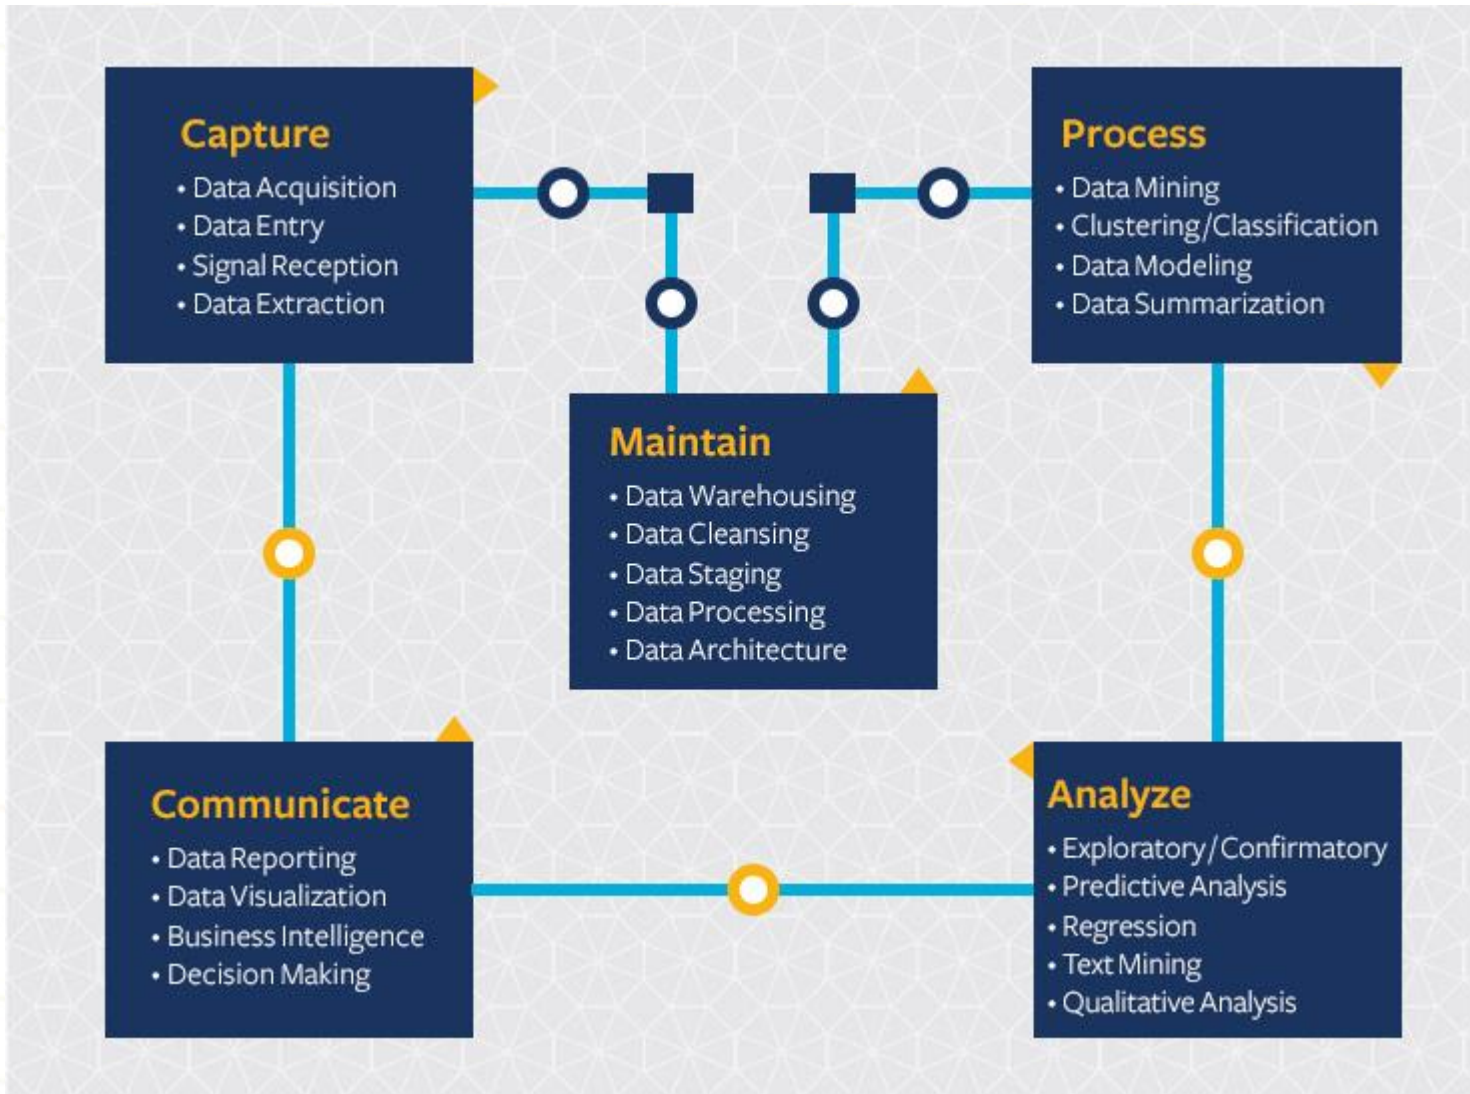 Capture
• Data Acquisition
• Data Entry
• Signal Reception
• Data Extraction
Process
• Data Mining
• Clustering/Classification
• Data Modeling
• Data Summarization
Maintain
• Data Warehousing
• Data Cleansing
• Data Staging
• Data Processing
• Data Architecture
Communicate
• Data Reporting
• Data Visualization
• Business Intelligence
• Decision Making
Analyze
• Exploratory/Confirmatory
• Predictive Analysis
• Regression
• Text Mining
• Qualitative Analysis